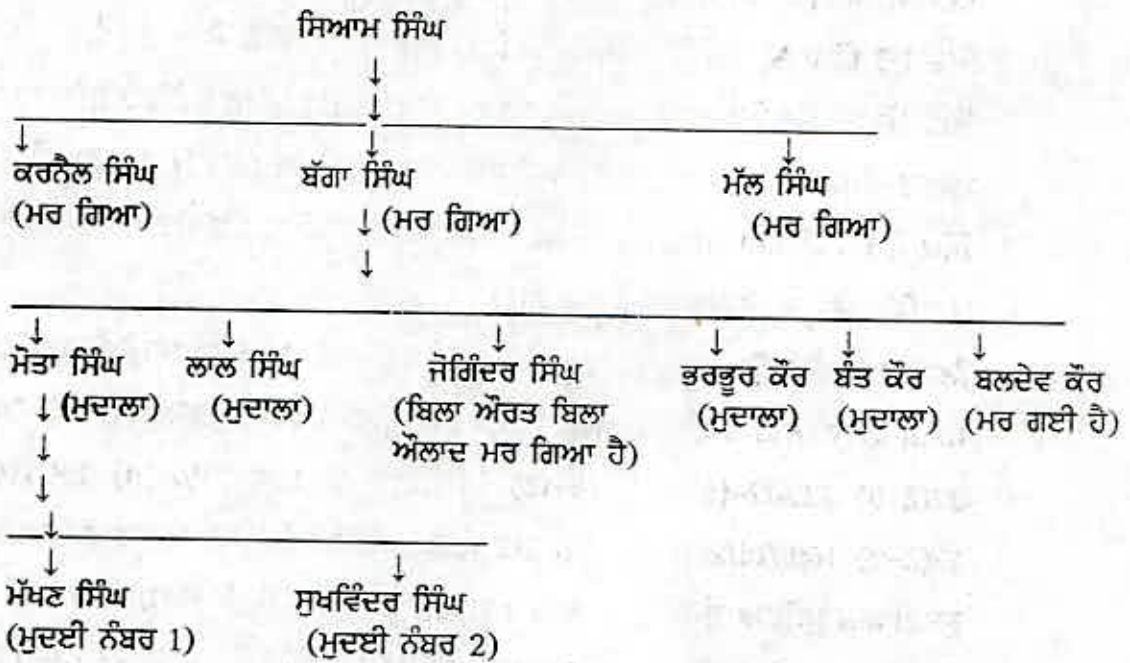 ਸਿਆਮ ਸਿੰਘ
ਕਰਨੈਲ ਸਿੰਘ ਬੱਗਾ ਸਿੰਘ ਮੱਲ ਸਿੰਘ
(ਮਰ ਗਿਆ) (ਮਰ ਗਿਆ) (ਮਰ ਗਿਆ)
ਮੋਤਾ ਸਿੰਘ ਲਾਲ ਸਿੰਘ ਜੋਗਿੰਦਰ ਸਿੰਘ ਭਰਭੂਰ ਕੌਰ ਬੰਤ ਕੌਰ ਬਲਦੇਵ ਕੌਰ
(ਮੁਦਾਲਾ) (ਮੁਦਾਲਾ) (ਬਿਲਾ ਔਰਤ ਬਿਲਾ (ਮੁਦਾਲਾ) (ਮੁਦਾਲਾ) (ਮਰ ਗਈ ਹੈ)
ਔਲਾਦ ਮਰ ਗਿਆ ਹੈ)
ਮੱਖਣ ਸਿੰਘ ਸੁਖਵਿੰਦਰ ਸਿੰਘ
(ਮੁਦਈ ਨੰਬਰ 1) (ਮੁਦਈ ਨੰਬਰ 2)